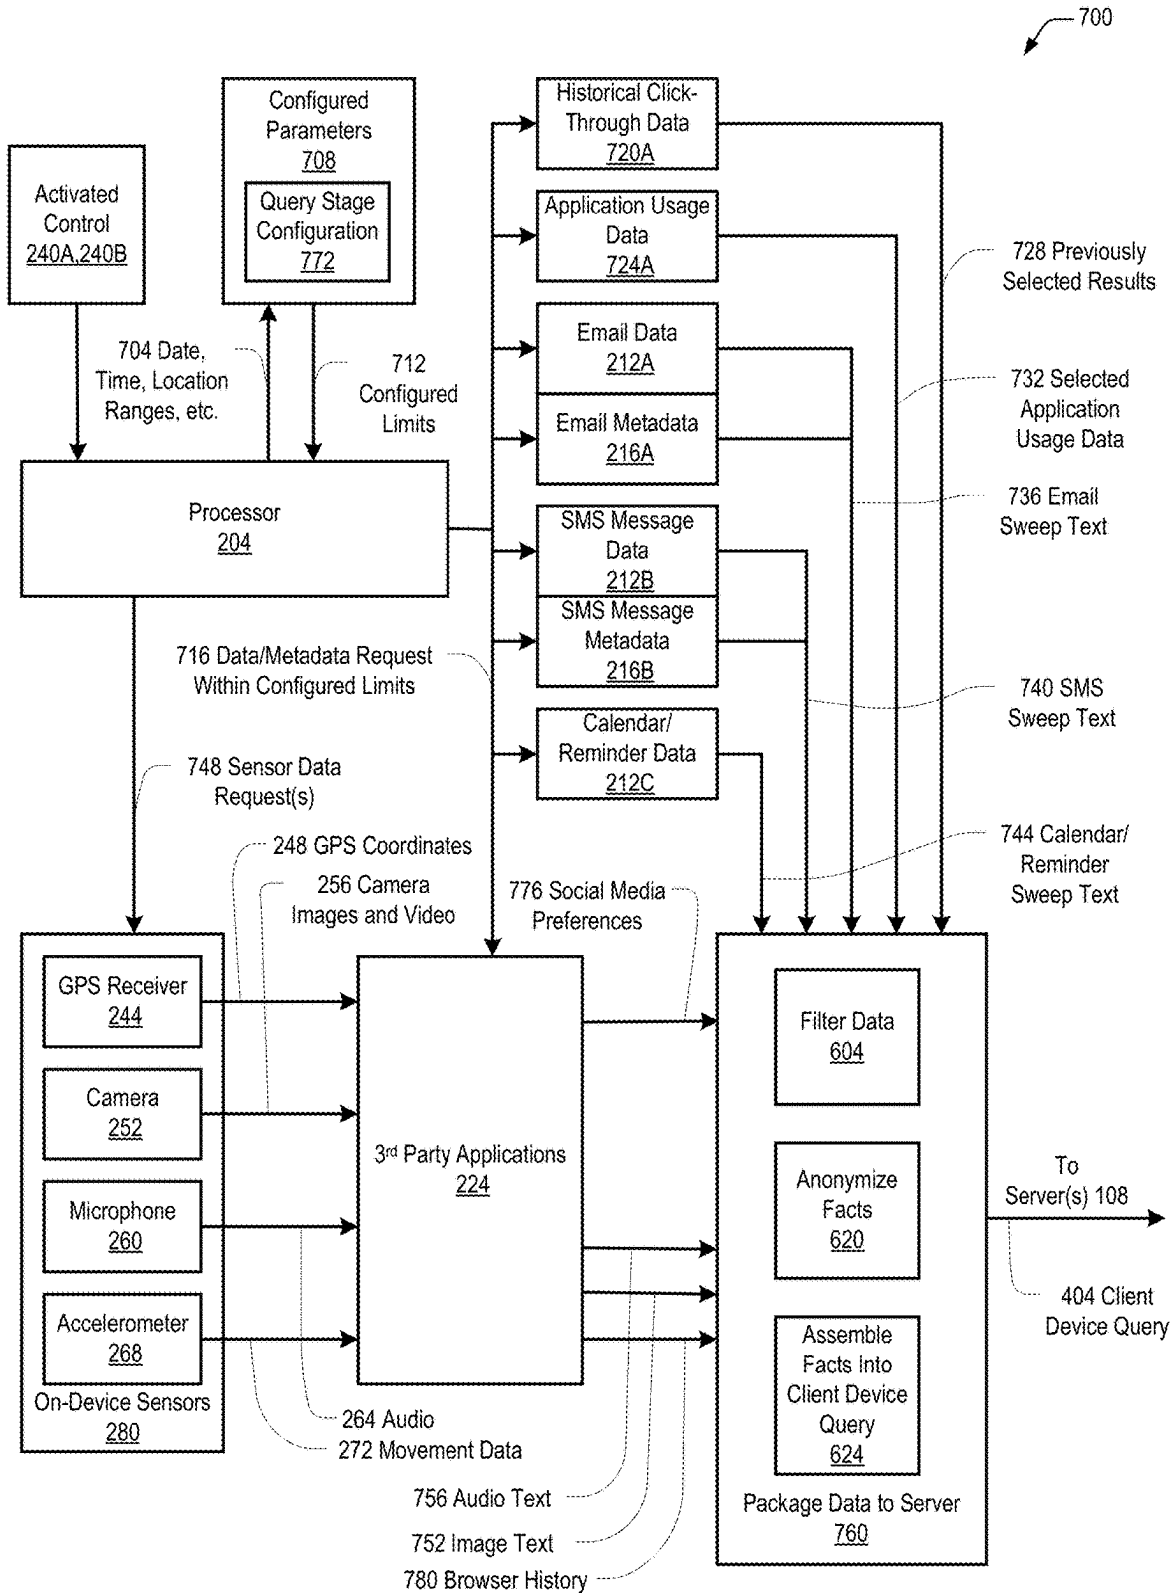 700
Configured
Parameters
708
Query Stage
Configuration
772
Activated
Control
240A,240B
Historical Click-
Through Data
720A
Application Usage
Data
724A
Email Data
212A
Email Metadata
216A
SMS Message
Data
212B
SMS Message
Metadata
216B
Calendar/
Reminder Data
212C
704 Date,
Time, Location
Ranges, etc.
712
Configured
Limits
Processor
204
728 Previously
Selected Results
732 Selected
Application
Usage Data
736 Email
Sweep Text
740 SMS
Sweep Text
744 Calendar/
Reminder
Sweep Text
716 Data/Metadata Request
Within Configured Limits
748 Sensor Data
Request(s)
248 GPS Coordinates
256 Camera
Images and Video
776 Social Media
Preferences
GPS Receiver
244
Camera
252
Microphone
260
Accelerometer
268
On-Device Sensors
280
3rd Party Applications
224
Filter Data
604
Anonymize
Facts
620
Assemble
Facts Into
Client Device
Query
624
Package Data to Server
760
To
Server(s) 108
404 Client
Device Query
264 Audio
272 Movement Data
756 Audio Text
752 Image Text
780 Browser History